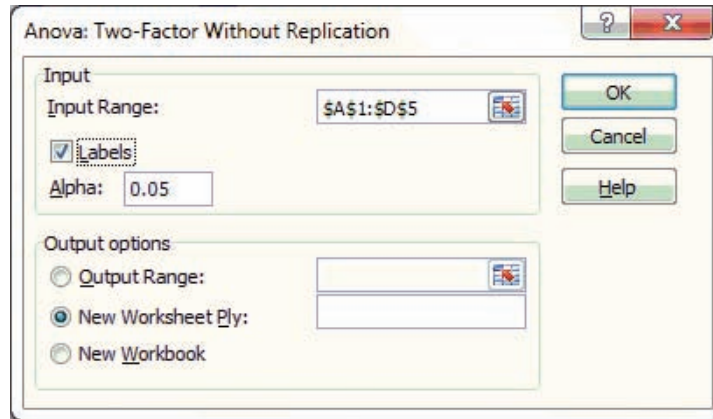 Anova: Two-Factor Without Replication
Input
Input Range:
$A$1:$D$5
Labels
Alpha:
0.05
OK
Cancel
Help
Output options
Output Range:
New Worksheet Ply:
New Workbook